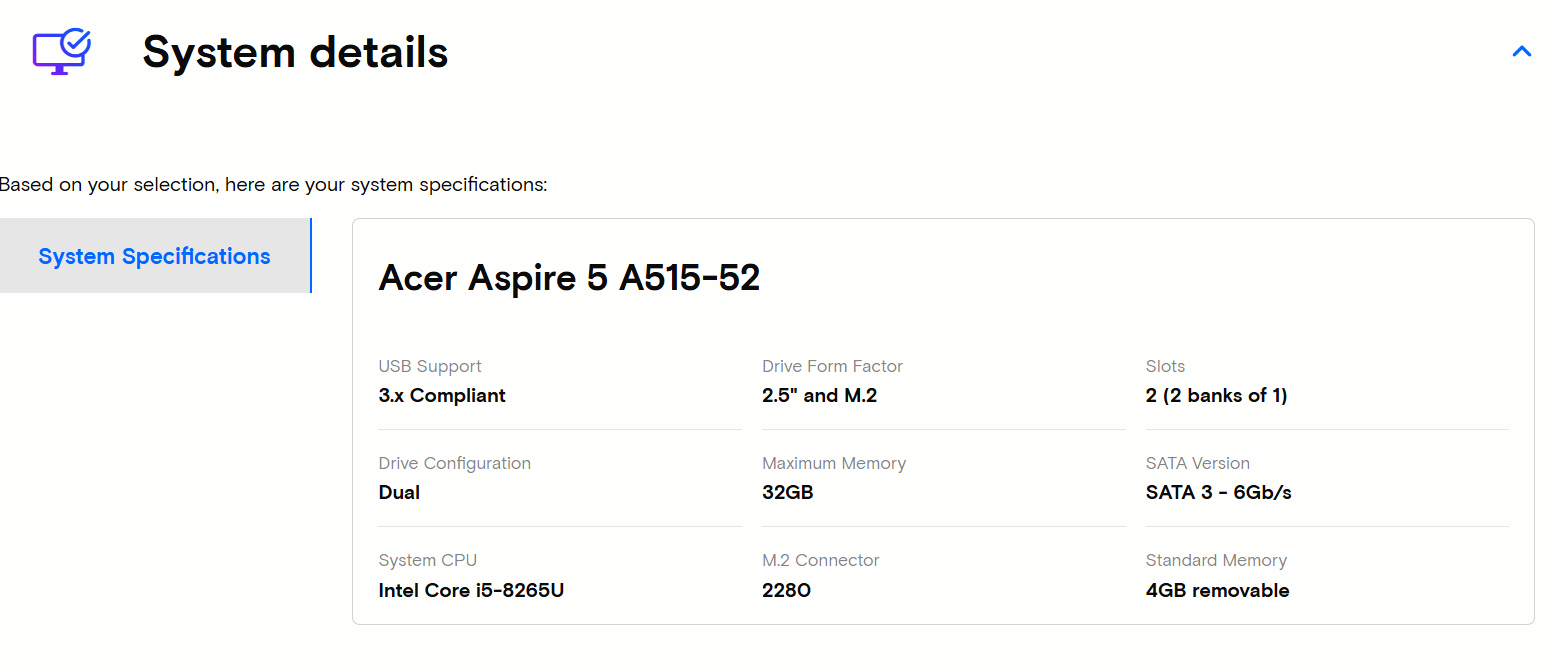 System details
Based on your selection, here are your system specifications:
System Specifications
Acer Aspire 5 A515-52
USB Support
3.x Compliant
Drive Form Factor
2.5" and M.2
Slots
2 (2 banks of 1)
Drive Configuration
Dual
Maximum Memory
32GB
SATA Version
SATA 3 - 6Gb/s
System CPU
Intel Core i5-8265U
M.2 Connector
2280
Standard Memory
4GB removable